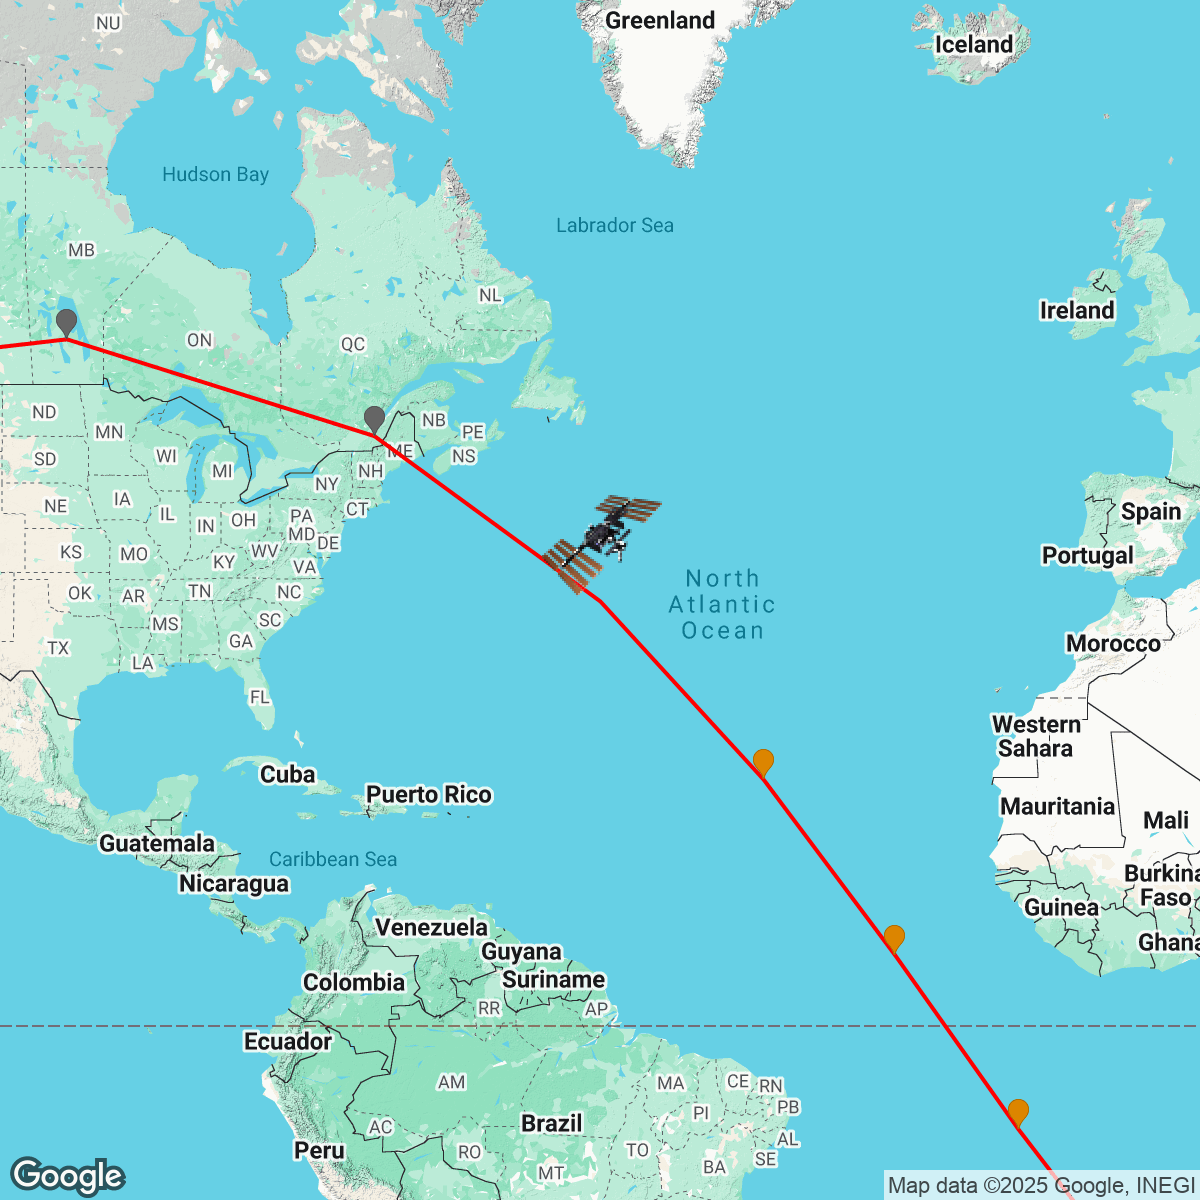 NU
Greenland
Iceland
Hudson Bay
Labrador Sea
MB
NL
Ireland
ON
QC
ND
MN
NB
PE
ME
NS
SD
WI
MI
NH
NY
NE
IA
IL
IN
OH
PA
CT
Spain
MD
DE
KS
MO
KY
WV
VA
Portugal
North
Atlantic
Ocean
OK
AR
TN
NC
MS
SC
GA
TX
LA
Morocco
FL
Western
Sahara
Cuba
Puerto Rico
Mauritania
Mali
Guatemala
Caribbean Sea
Nicaragua
Burkina
Faso
Guinea
Venezuela
Guyana
Ghana
Colombia
Suriname
RR
AP
Ecuador
AM
MA
CE
RN
PB
PI
Brazil
AC
AL
Peru
RO
TO
SE
MT
BA
Google
Map data ©2025 Google, INEGI